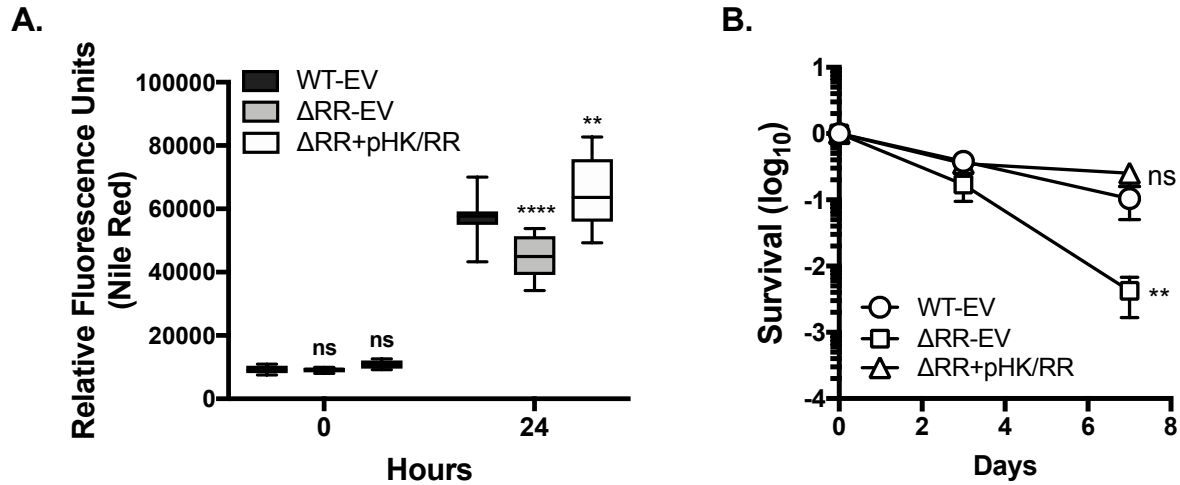 A.
Relative Fluorescence Units
(Nile Red)
100000
80000
60000
40000
20000
0
WT-EV
ΔRR-EV
ΔRR+pHK/RR
ns
ns
****
**
0
24
Hours
B.
Survival (log10)
1
0
-1
-2
-3
-4
ns
**
WT-EV
ΔRR-EV
ΔRR+pHK/RR
0
2
4
6
8
Days